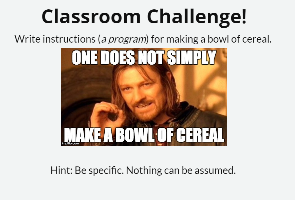 Classroom Challenge!
Write instructions (a program) for making a bowl of cereal.
ONE DOES NOT SIMPLY
MAKE A BOWL OF CEREAL
Hint: Be specific. Nothing can be assumed.